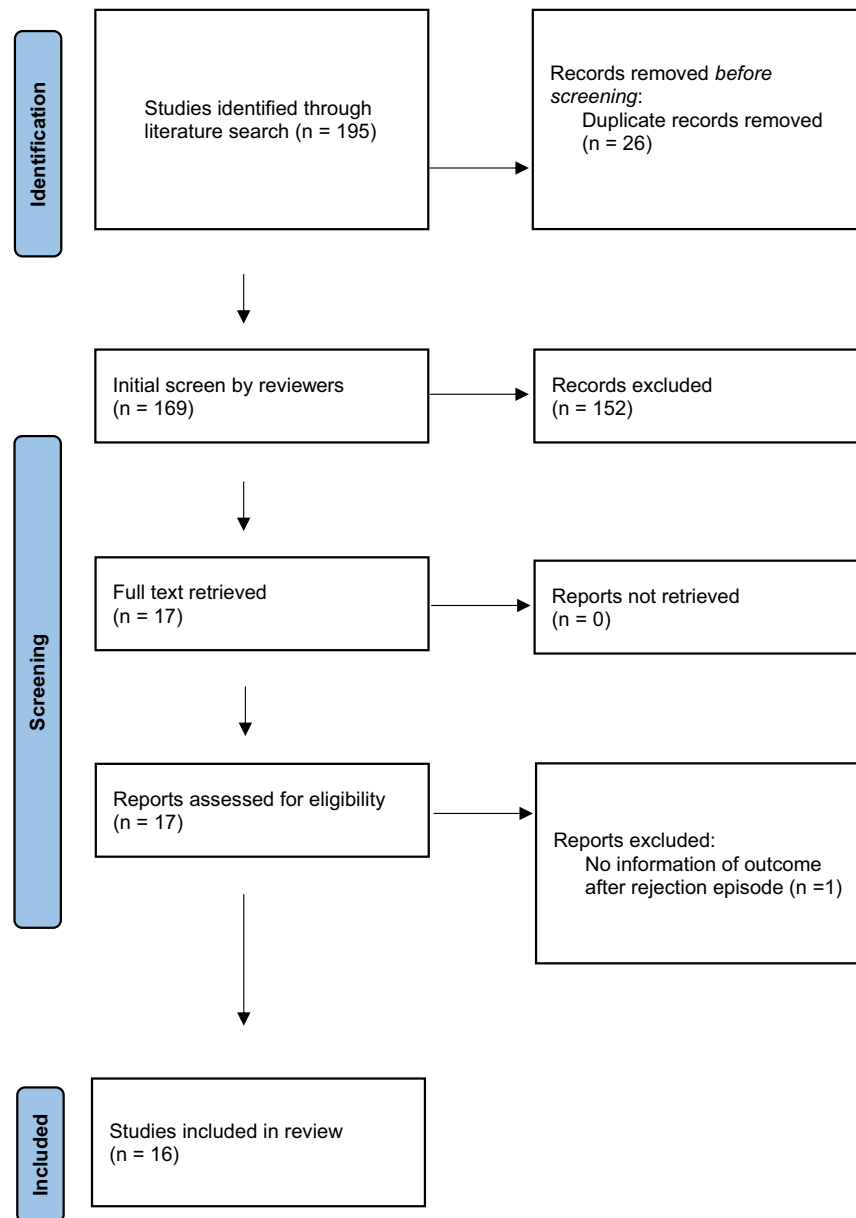 Identification
Studies identified through
literature search (n = 195)
Records removed before
screening:
Duplicate records removed
(n = 26)
Screening
Initial screen by reviewers
(n = 169)
Records excluded
(n = 152)
Full text retrieved
(n = 17)
Reports not retrieved
(n = 0)
Reports assessed for eligibility
(n = 17)
Reports excluded:
No information of outcome
after rejection episode (n =1)
Included
Studies included in review
(n = 16)